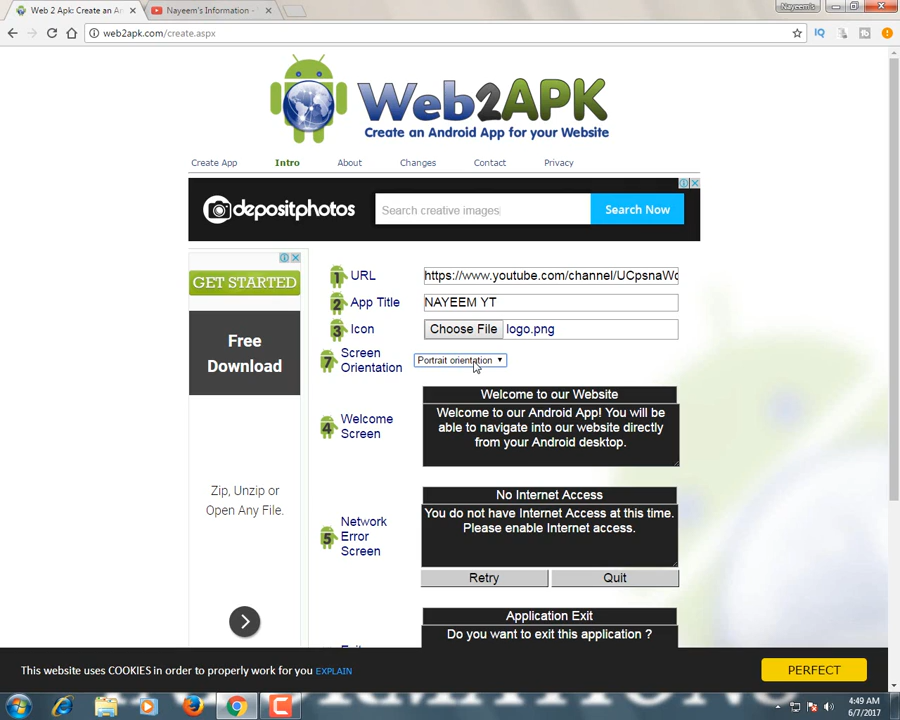 Web 2 Apk: Create an An
Nayeem's Information -
Nayeem's
web2apk.com/create.aspx
IQ
Web2APK
Create an Android App for your Website
Create App
Intro
About
Changes
Contact
Privacy
depositphotos
Search creative images
Search Now
GET STARTED
Free
Download
Zip, Unzip or
Open Any File.
1 URL
https://www.youtube.com/channel/UCpsnaWc
2 App Title
NAYEEM YT
3 Icon
Choose File logo.png
7 Screen
Orientation
Portrait orientation
4 Welcome
Screen
Welcome to our Website
Welcome to our Android App! You will be
able to navigate into our website directly
from your Android desktop.
5 Network
Error
Screen
No Internet Access
You do not have Internet Access at this time.
Please enable Internet access.
Retry
Quit
Application Exit
Do you want to exit this application ?
This website uses COOKIES in order to properly work for you EXPLAIN
PERFECT
4:49 AM
6/7/2017